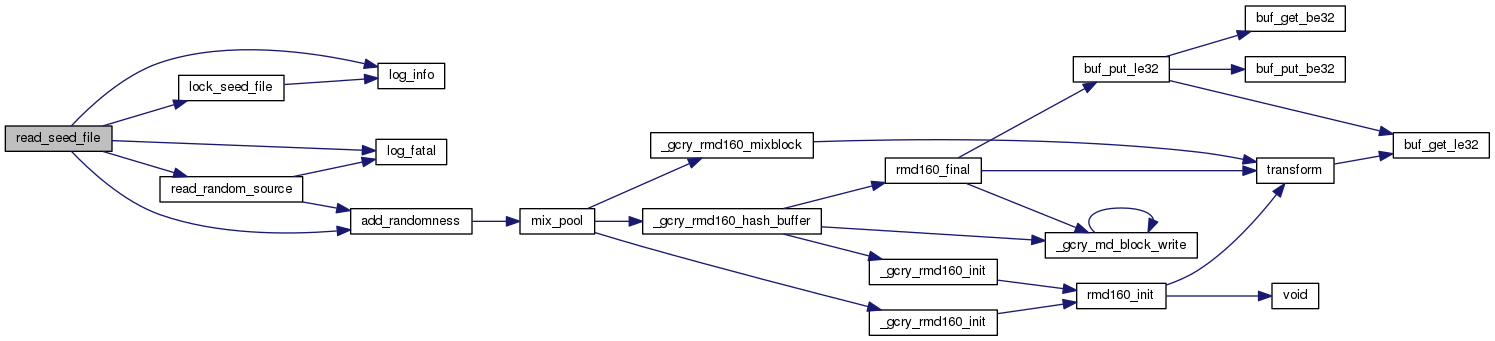 read_seed_file
lock_seed_file
log_info
log_fatal
read_random_source
add_randomness
mix_pool
_gcry_rmd160_mixblock
_gcry_rmd160_hash_buffer
_gcry_rmd160_init
_gcry_rmd160_init
rmd160_final
_gcry_md_block_write
rmd160_init
buf_put_le32
buf_get_be32
buf_put_be32
buf_get_le32
transform
void